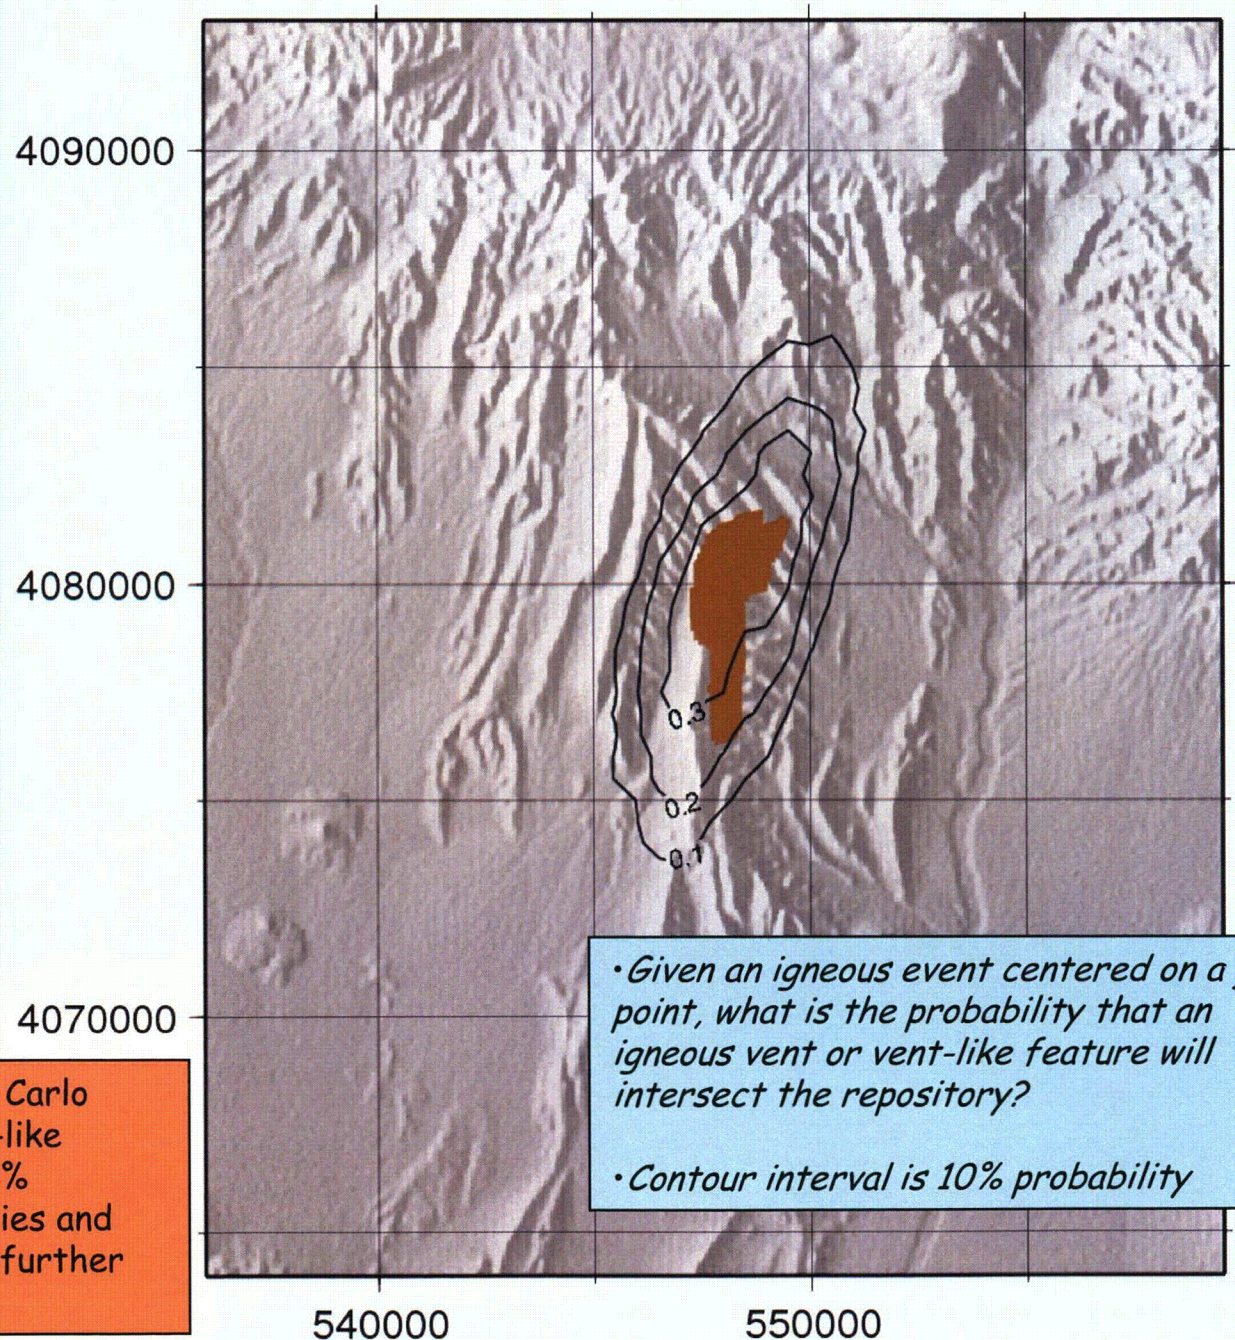 4090000
4080000
4070000
0.3
0.2
0.1
•Given an igneous event centered on a
point, what is the probability that an
igneous vent or vent-like feature will
intersect the repository?
•Contour interval is 10% probability
Carlo
-like
%
ies and
further
540000
550000